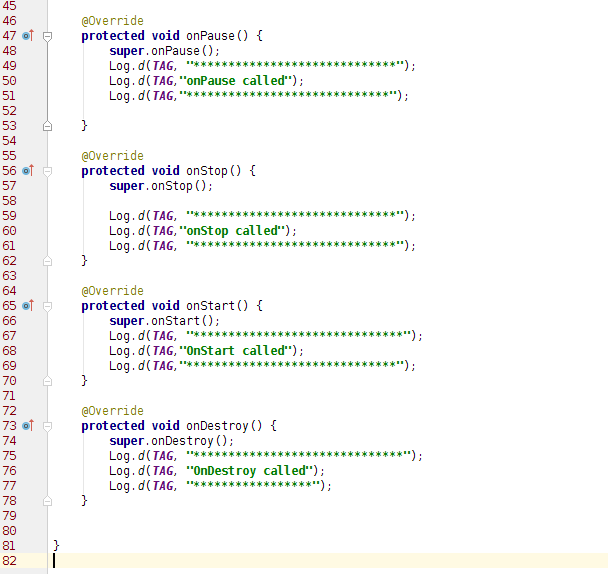 45
46 @Override
47 protected void onPause() {
48 super.onPause();
49 Log.d(TAG, "*****************************");
50 Log.d(TAG,"onPause called");
51 Log.d(TAG,"*****************************");
52
53 }
54
55 @Override
56 protected void onStop() {
57 super.onStop();
58
59 Log.d(TAG, "*****************************");
60 Log.d(TAG,"onStop called");
61 Log.d(TAG, "*****************************");
62 }
63
64 @Override
65 protected void onStart() {
66 super.onStart();
67 Log.d(TAG, "******************************");
68 Log.d(TAG,"OnStart called");
69 Log.d(TAG,"******************************");
70 }
71
72 @Override
73 protected void onDestroy() {
74 super.onDestroy();
75 Log.d(TAG, "******************************");
76 Log.d(TAG, "OnDestroy called");
77 Log.d(TAG, "*****************");
78 }
79
80
81 }
82